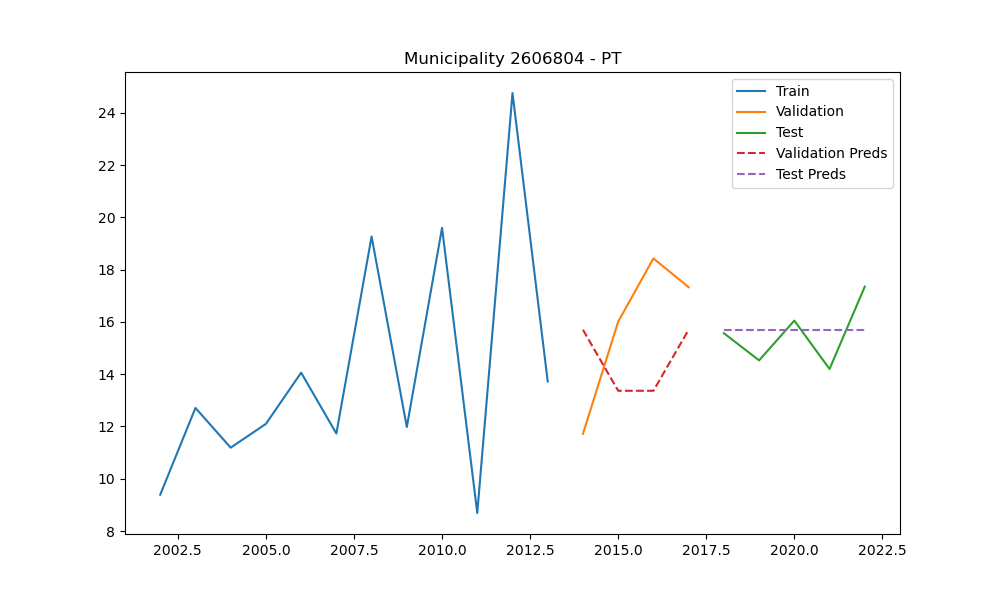 Municipality 2606804 - PT
Train
Validation
Test
Validation Preds
Test Preds
24
22
20
18
16
14
12
10
8
2002.5 2005.0 2007.5 2010.0 2012.5 2015.0 2017.5 2020.0 2022.5